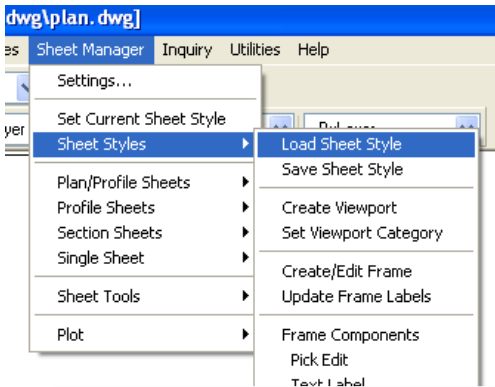 dwg\plan.dwg]
es Sheet Manager Inquiry Utilities Help
Settings...
Set Current Sheet Style
yer
Sheet Styles
Load Sheet Style
Save Sheet Style
Plan/Profile Sheets
Profile Sheets
Create Viewport
Section Sheets
Set Viewport Category
Single Sheet
Create/Edit Frame
Sheet Tools
Update Frame Labels
Plot
Frame Components
Pick Edit
Text Label